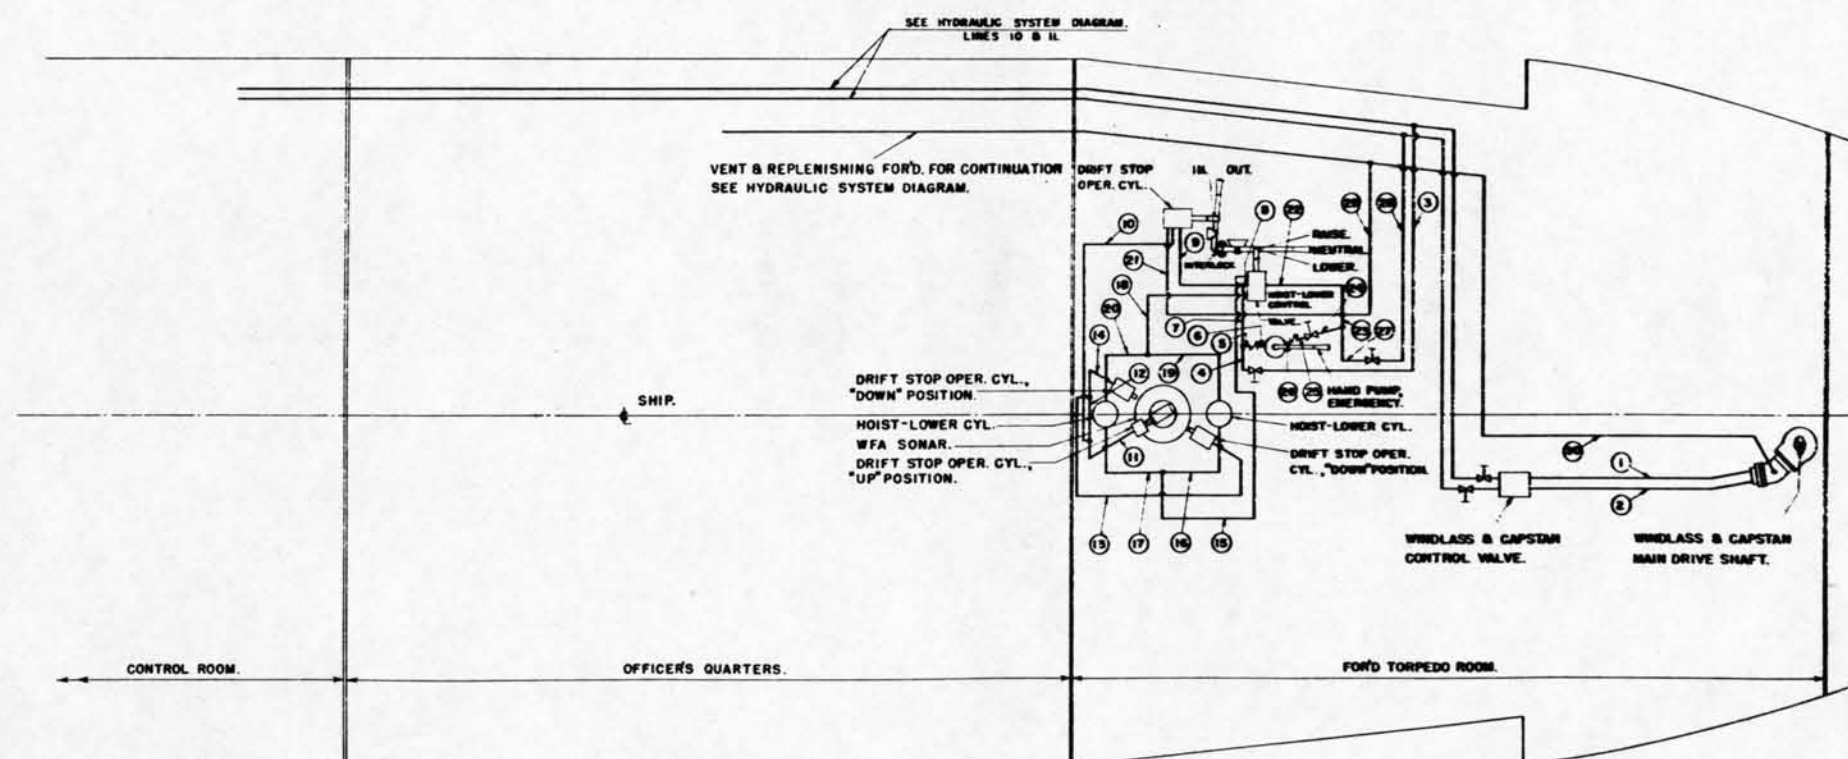 SEE HYDRAULIC SYSTEM DIAGRAM.
LINES 10 & 11.
VENT & REPLENISHING FOR'D. FOR CONTINUATION
SEE HYDRAULIC SYSTEM DIAGRAM.
DRIFT STOP
OPER. CYL.
IN. OUT.
10
9
8
22
3
RAISE.
NEUTRAL.
LOWER.
INTERLOCK.
21
18
20
HOIST-LOWER
CONTROL
VALVE.
7
6
5
14
12
19
4
23
27
26
25
HAND PUMP,
EMERGENCY.
DRIFT STOP OPER. CYL.,
"DOWN" POSITION.
SHIP.
HOIST-LOWER CYL.
WFA SONAR.
DRIFT STOP OPER. CYL.,
"UP" POSITION.
11
HOIST-LOWER CYL.
DRIFT STOP OPER.
CYL., "DOWN" POSITION.
30
1
2
13
17
16
15
WINDLASS & CAPSTAN
CONTROL VALVE.
WINDLASS & CAPSTAN
MAIN DRIVE SHAFT.
CONTROL ROOM.
OFFICER'S QUARTERS.
FOR'D TORPEDO ROOM.